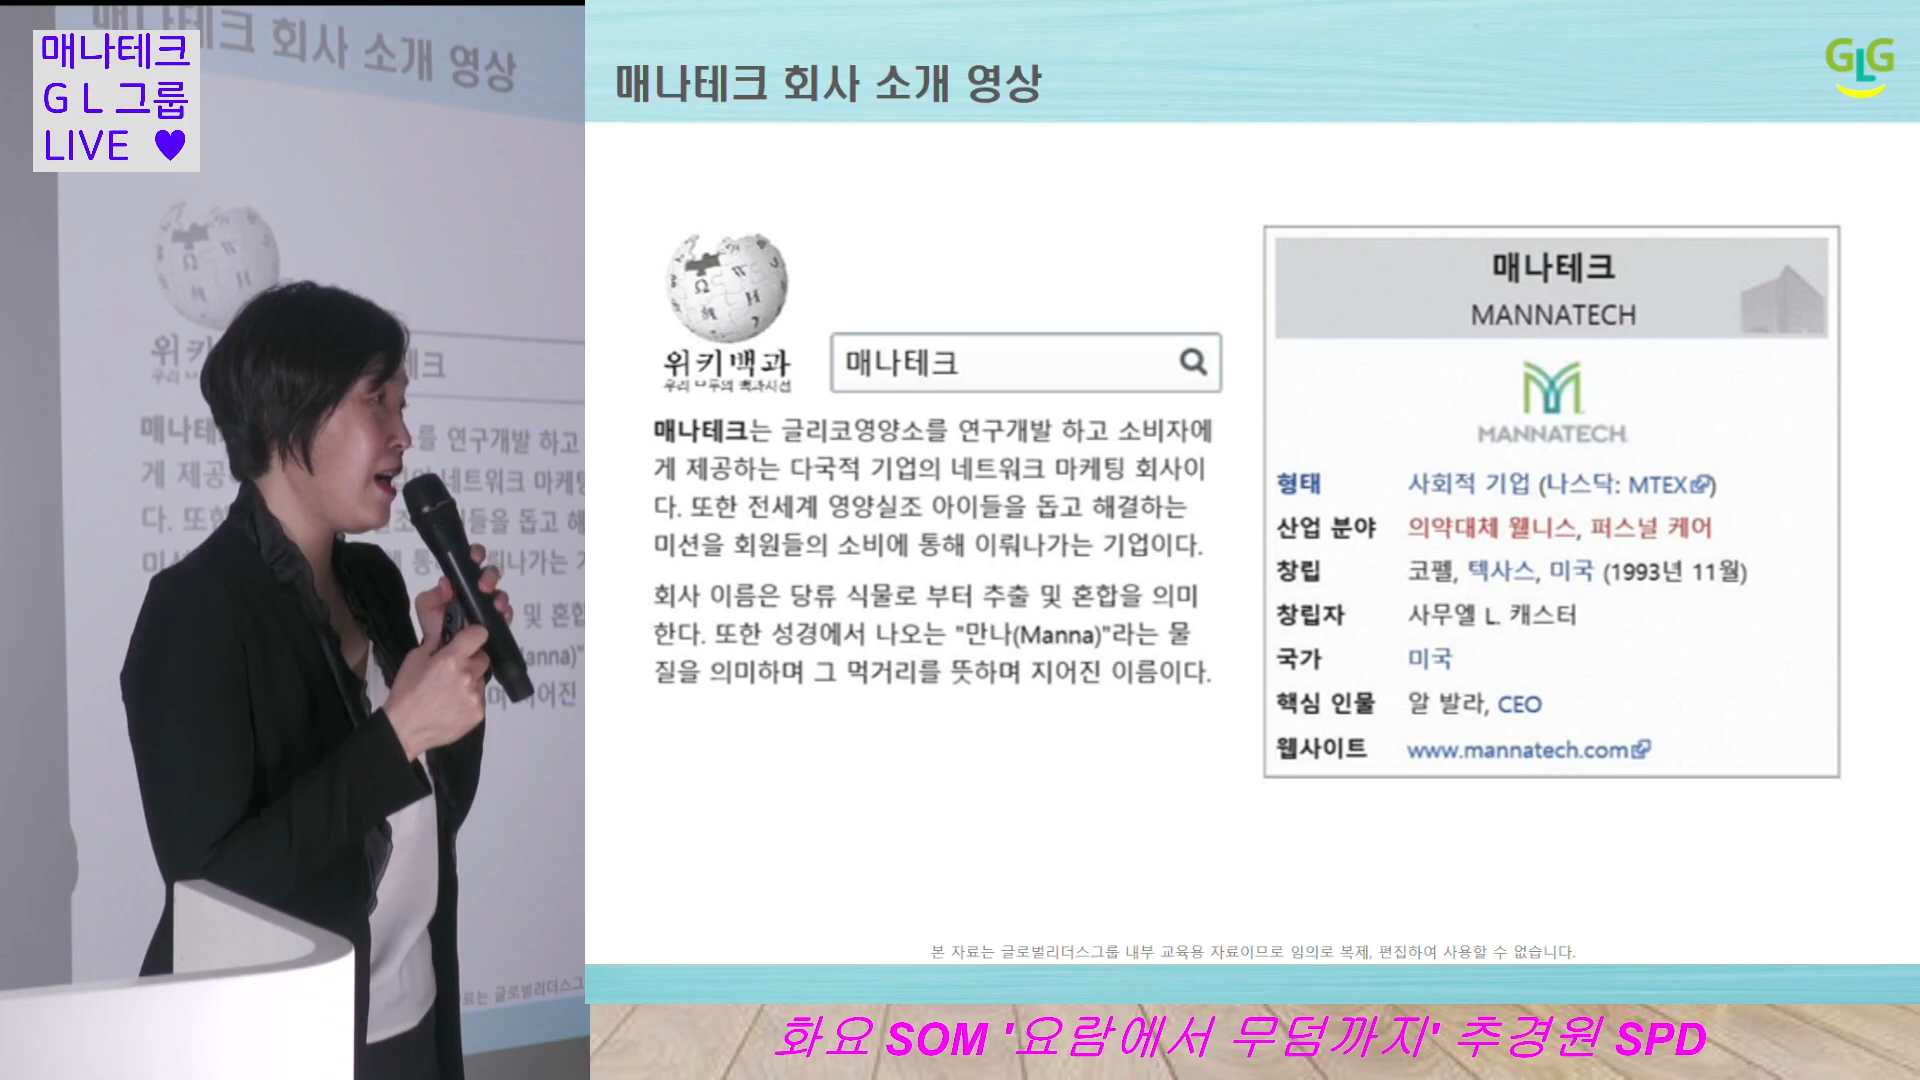 매나테크
G L 그룹
LIVE ♥
매나테크 회사 소개 영상
GLG
위키백과
우리 모두의 백과사전
매나테크
매나테크는 글리코영양소를 연구개발 하고 소비자에
게 제공하는 다국적 기업의 네트워크 마케팅 회사이
다. 또한 전세계 영양실조 아이들을 돕고 해결하는
미션을 회원들의 소비에 통해 이뤄나가는 기업이다.
회사 이름은 당류 식물로 부터 추출 및 혼합을 의미
한다. 또한 성경에서 나오는 "만나(Manna)"라는 물
질을 의미하며 그 먹거리를 뜻하며 지어진 이름이다.
매나테크
MANNATECH
MANNATECH
형태 사회적 기업 (나스닥: MTEX)
산업 분야 의약대체 웰니스, 퍼스널 케어
창립 코펠, 텍사스, 미국 (1993년 11월)
창립자 사무엘 L. 캐스터
국가 미국
핵심 인물 알 발라, CEO
웹사이트 www.mannatech.com
본 자료는 글로벌리더스그룹 내부 교육용 자료이므로 임의로 복제, 편집하여 사용할 수 없습니다.
화요 SOM '요람에서 무덤까지' 추경원 SPD